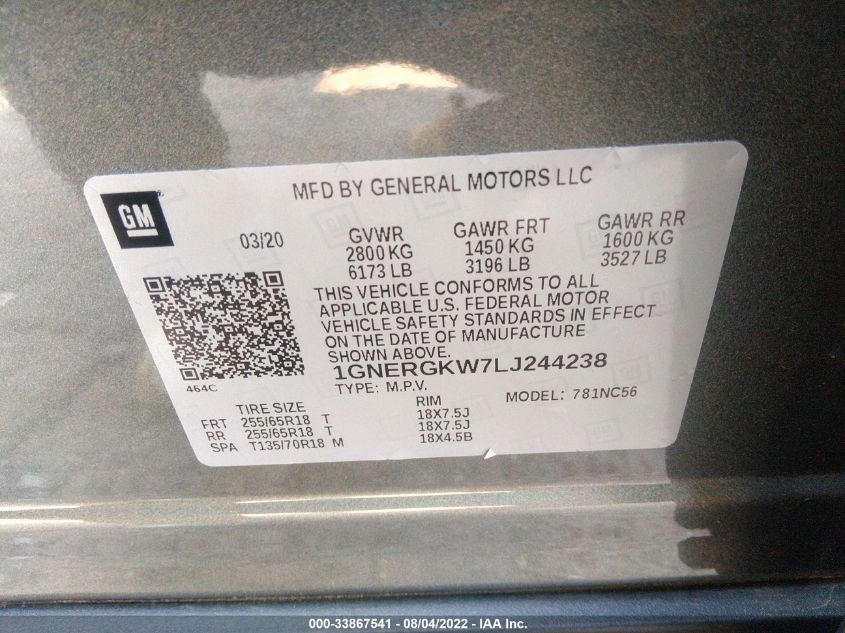 MFD BY GENERAL MOTORS LLC
GM
03/20
GVWR GAWR FRT GAWR RR
2800 KG 1450 KG 1600 KG
6173 LB 3196 LB 3527 LB
THIS VEHICLE CONFORMS TO ALL
APPLICABLE U.S. FEDERAL MOTOR
VEHICLE SAFETY STANDARDS IN EFFECT
ON THE DATE OF MANUFACTURE
SHOWN ABOVE.
464C
1GNERGKW7LJ244238
TYPE: M.P.V. MODEL: 781NC56
TIRE SIZE RIM
FRT 255/65R18 T 18X7.5J
RR 255/65R18 T 18X7.5J
SPA T135/70R18 M 18X4.5B
000-33867541 - 08/04/2022 - IAA Inc.